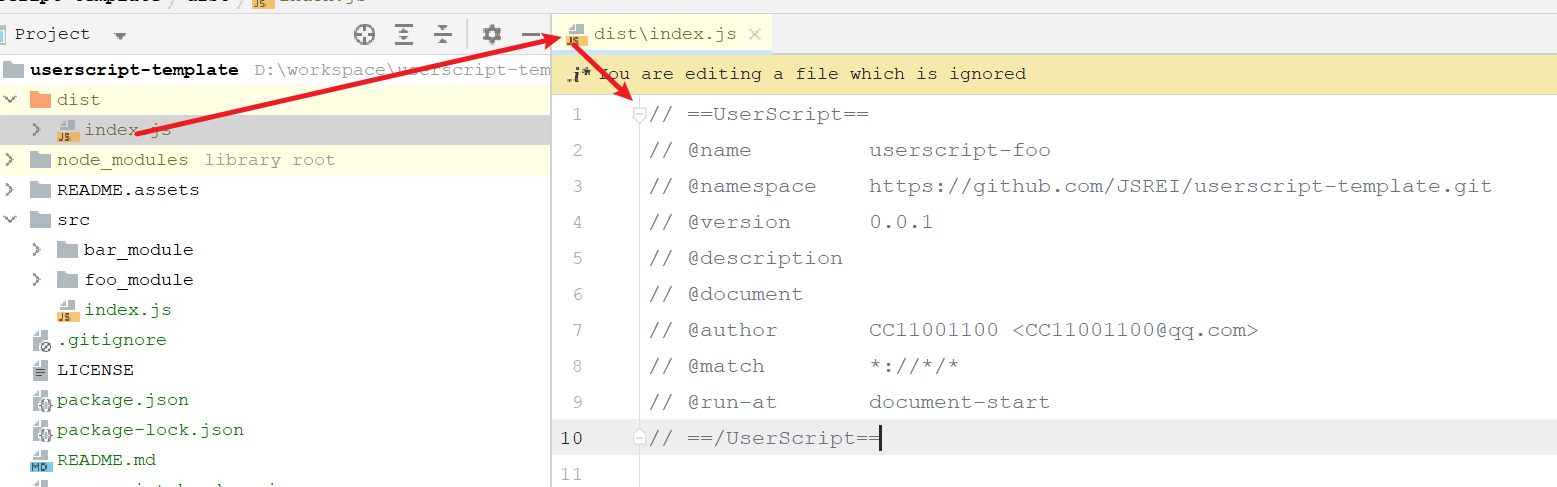 dist
index.js
Project
userscript-template D:\workspace\userscript-tem
dist
index.js
node_modules library root
README.assets
src
bar_module
foo_module
index.js
.gitignore
LICENSE
package.json
package-lock.json
README.md
dist\index.js
You are editing a file which is ignored
1 // ==UserScript==
2 // @name userscript-foo
3 // @namespace https://github.com/JSREI/userscript-template.git
4 // @version 0.0.1
5 // @description
6 // @document
7 // @author CC11001100 <CC11001100@qq.com>
8 // @match *://*/*
9 // @run-at document-start
10 // ==/UserScript==
11